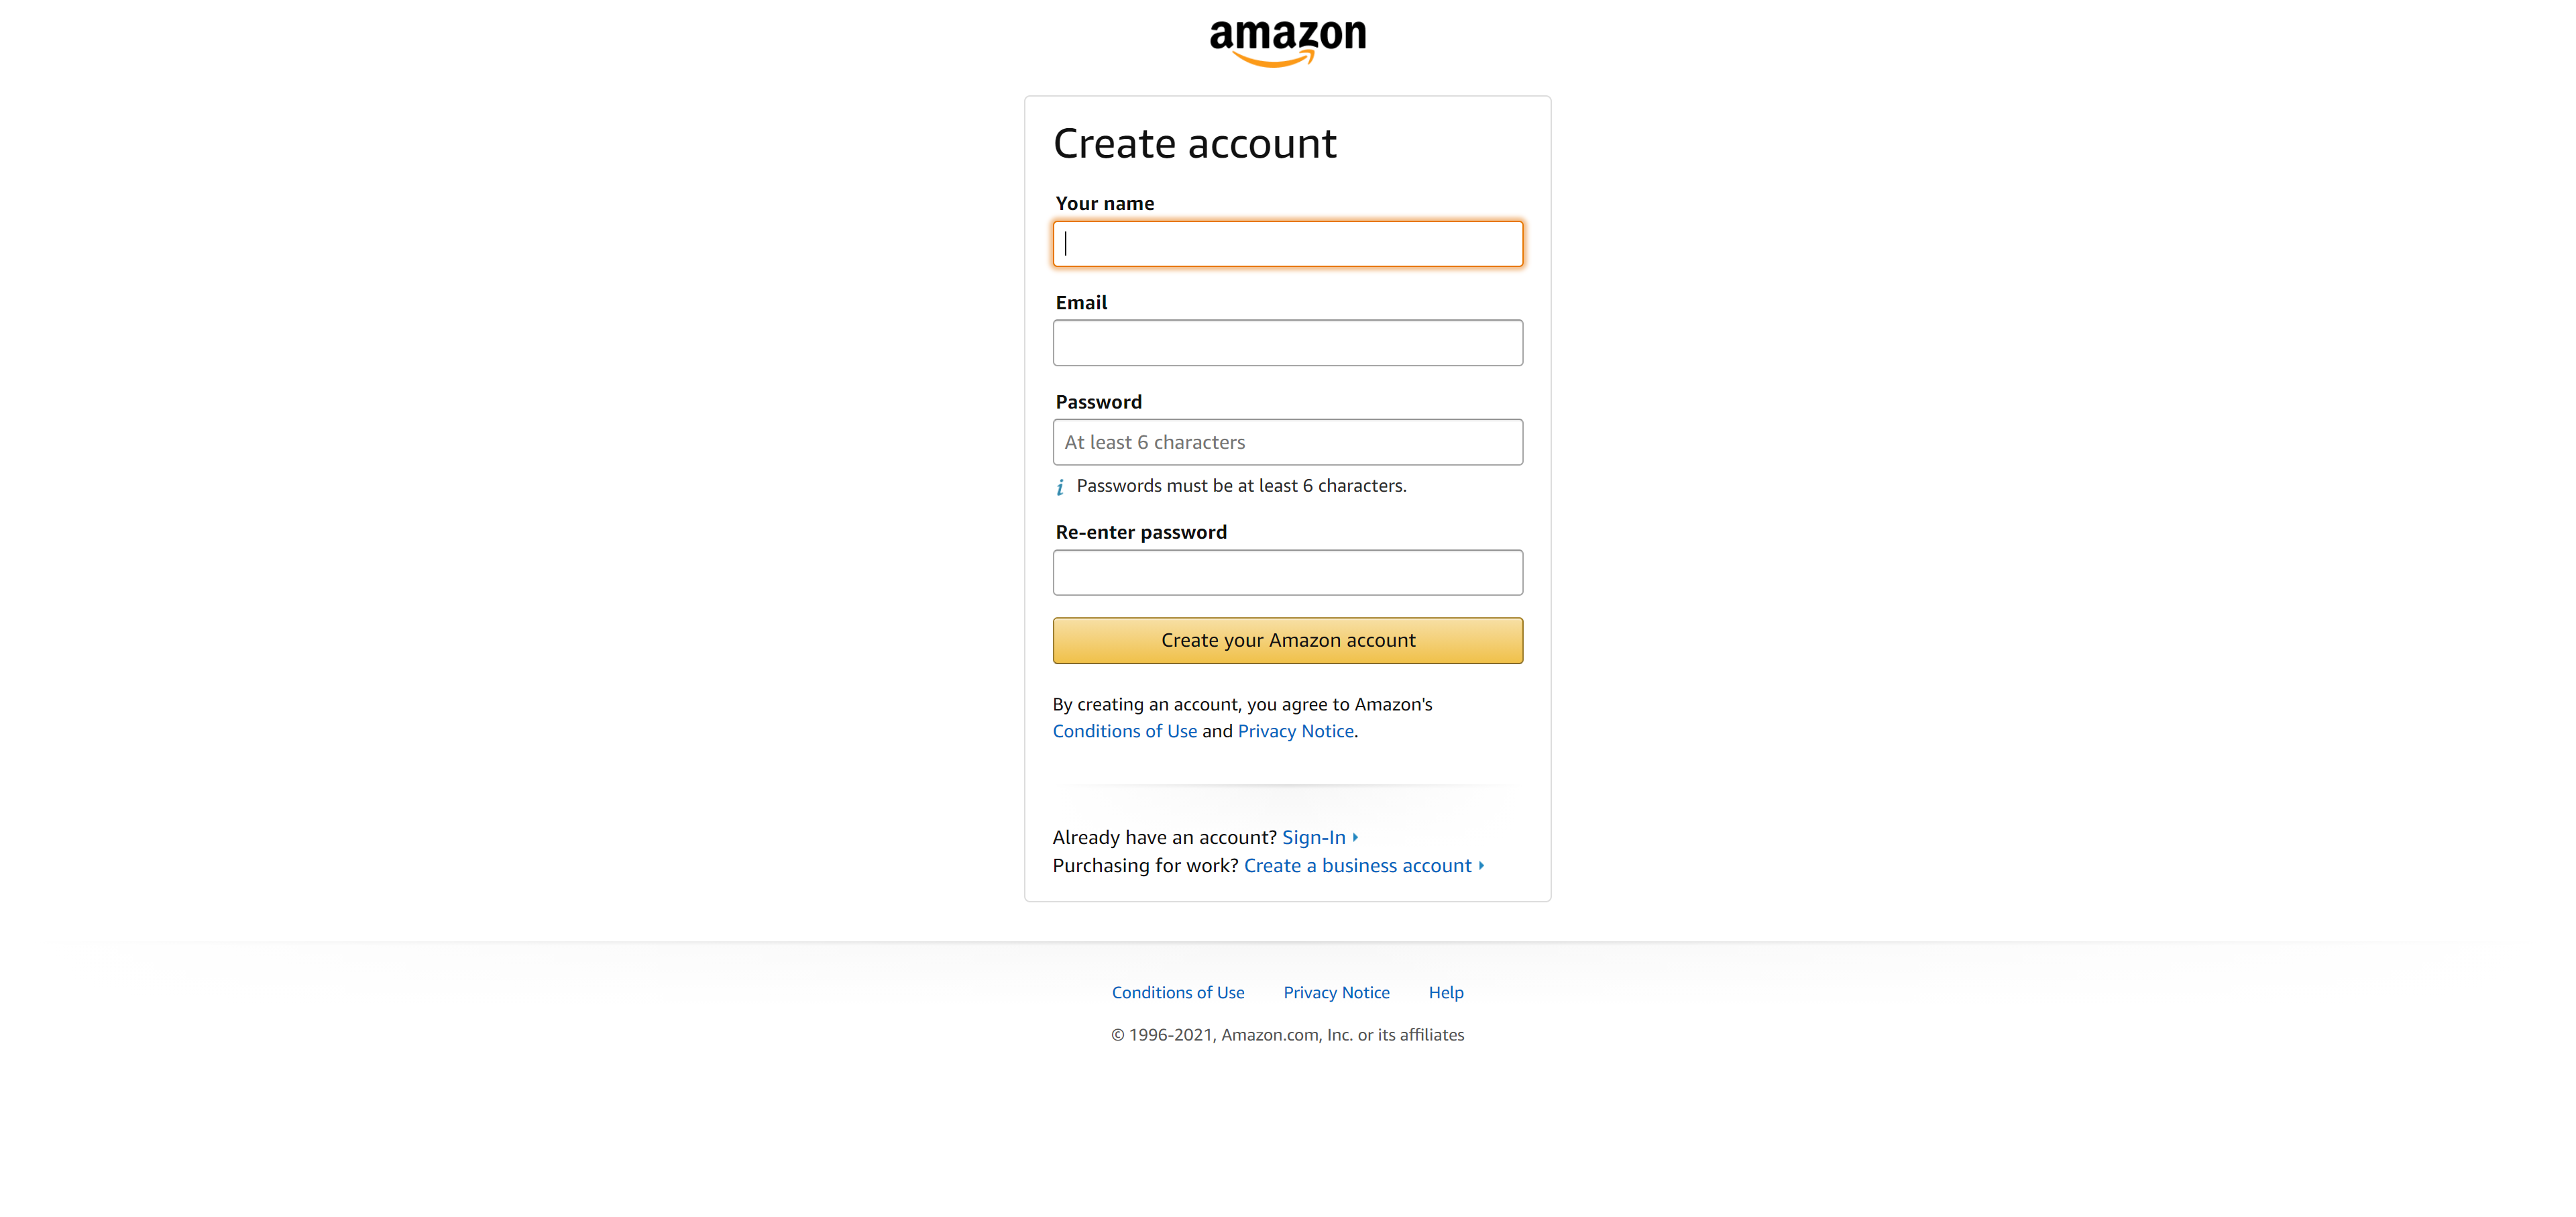 amazon
Create account
Your name
Email
Password
At least 6 characters
i Passwords must be at least 6 characters.
Re-enter password
Create your Amazon account
By creating an account, you agree to Amazon's
Conditions of Use and Privacy Notice.
Already have an account? Sign-In
Purchasing for work? Create a business account
Conditions of Use Privacy Notice Help
© 1996-2021, Amazon.com, Inc. or its affiliates